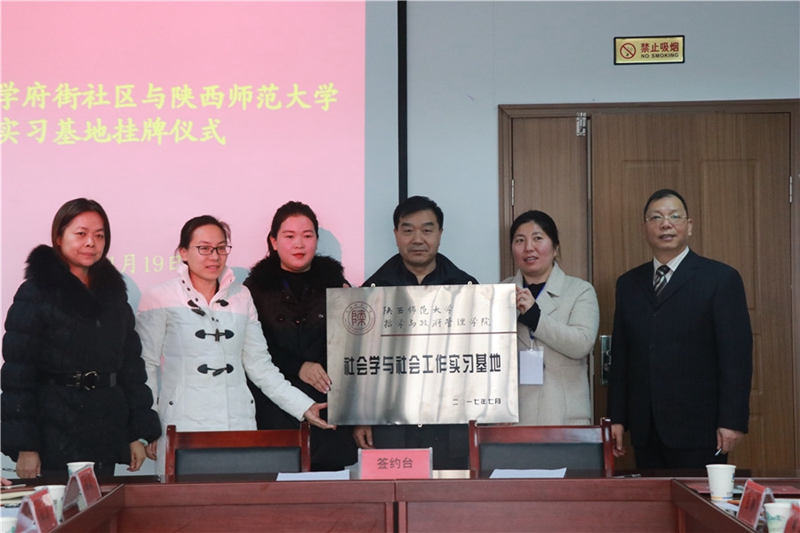 学府街社区与陕西师范大学
实习基地挂牌仪式
月19日
禁止吸烟
NO SMOKING
陕西师范大学
哲学与政府管理学院
社会学与社会工作实习基地
二〇一七年七月
签约台